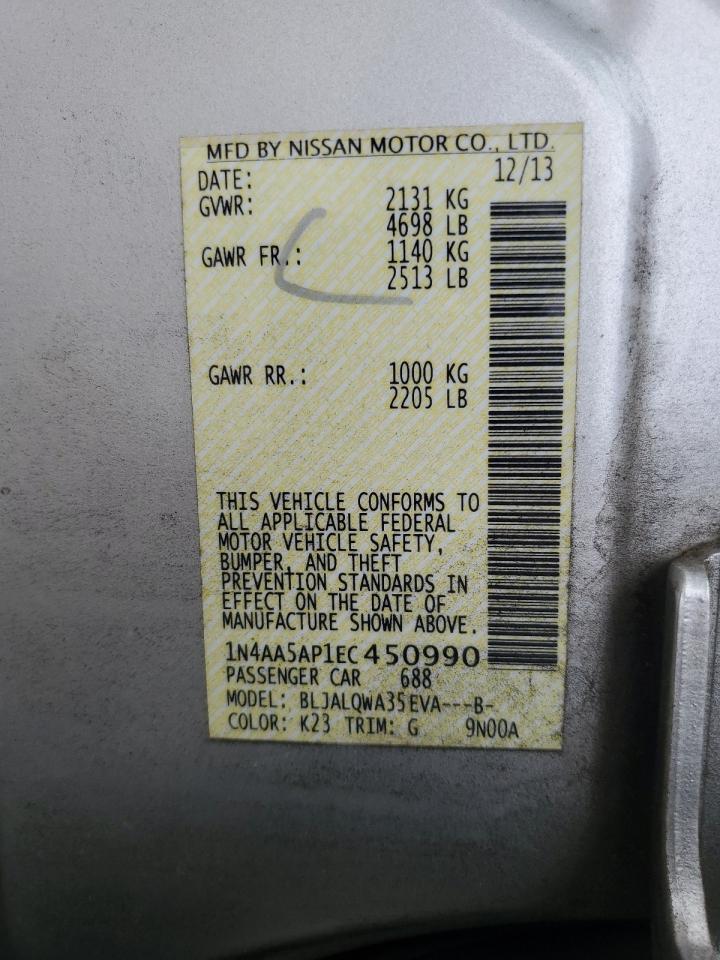 MFD BY NISSAN MOTOR CO., LTD.
DATE: 12/13
GVWR: 2131 KG
4698 LB
GAWR FR.: 1140 KG
2513 LB
GAWR RR.: 1000 KG
2205 LB
THIS VEHICLE CONFORMS TO
ALL APPLICABLE FEDERAL
MOTOR VEHICLE SAFETY,
BUMPER, AND THEFT
PREVENTION STANDARDS IN
EFFECT ON THE DATE OF
MANUFACTURE SHOWN ABOVE.
1N4AA5AP1EC450990
PASSENGER CAR 688
MODEL: BLJALQWA35EVA---B-
COLOR: K23 TRIM: G 9N00A